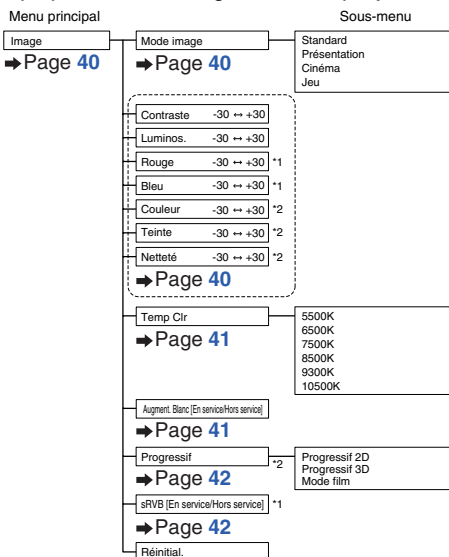 Menu principal
Sous-menu
Image
➡Page 40
Mode image
➡Page 40
Standard
Présentation
Cinéma
Jeu
Contraste -30 ↔ +30
Luminos. -30 ↔ +30
Rouge -30 ↔ +30 *1
Bleu -30 ↔ +30 *1
Couleur -30 ↔ +30 *2
Teinte -30 ↔ +30 *2
Netteté -30 ↔ +30 *2
➡Page 40
Temp Clr
➡Page 41
5500K
6500K
7500K
8500K
9300K
10500K
Augment. Blanc [En service/Hors service]
➡Page 41
Progressif *2
➡Page 42
Progressif 2D
Progressif 3D
Mode film
sRVB [En service/Hors service] *1
➡Page 42
Réinitial.